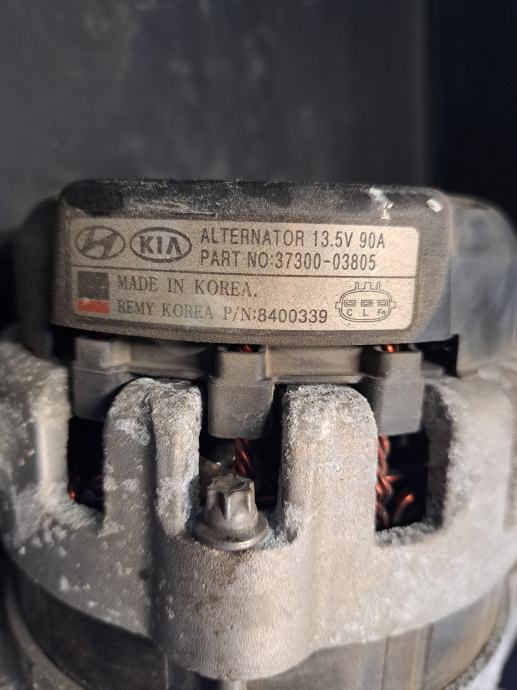 KIA
ALTERNATOR 13.5V 90A
PART NO:37300-03805
MADE IN KOREA.
REMY KOREA P/N:8400339
C L FR